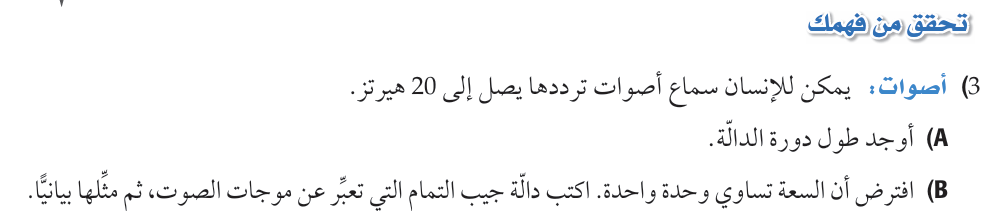 تحقق من فهمك
3) أصوات: يمكن للإنسان سماع أصوات ترددها يصل إلى 20 هيرتز.
A) أوجد طول دورة الدالّة.
B) افترض أن السعة تساوي وحدة واحدة. اكتب دالّة جيب التمام التي تعبِّر عن موجات الصوت، ثم مثِّلها بيانيًّا.